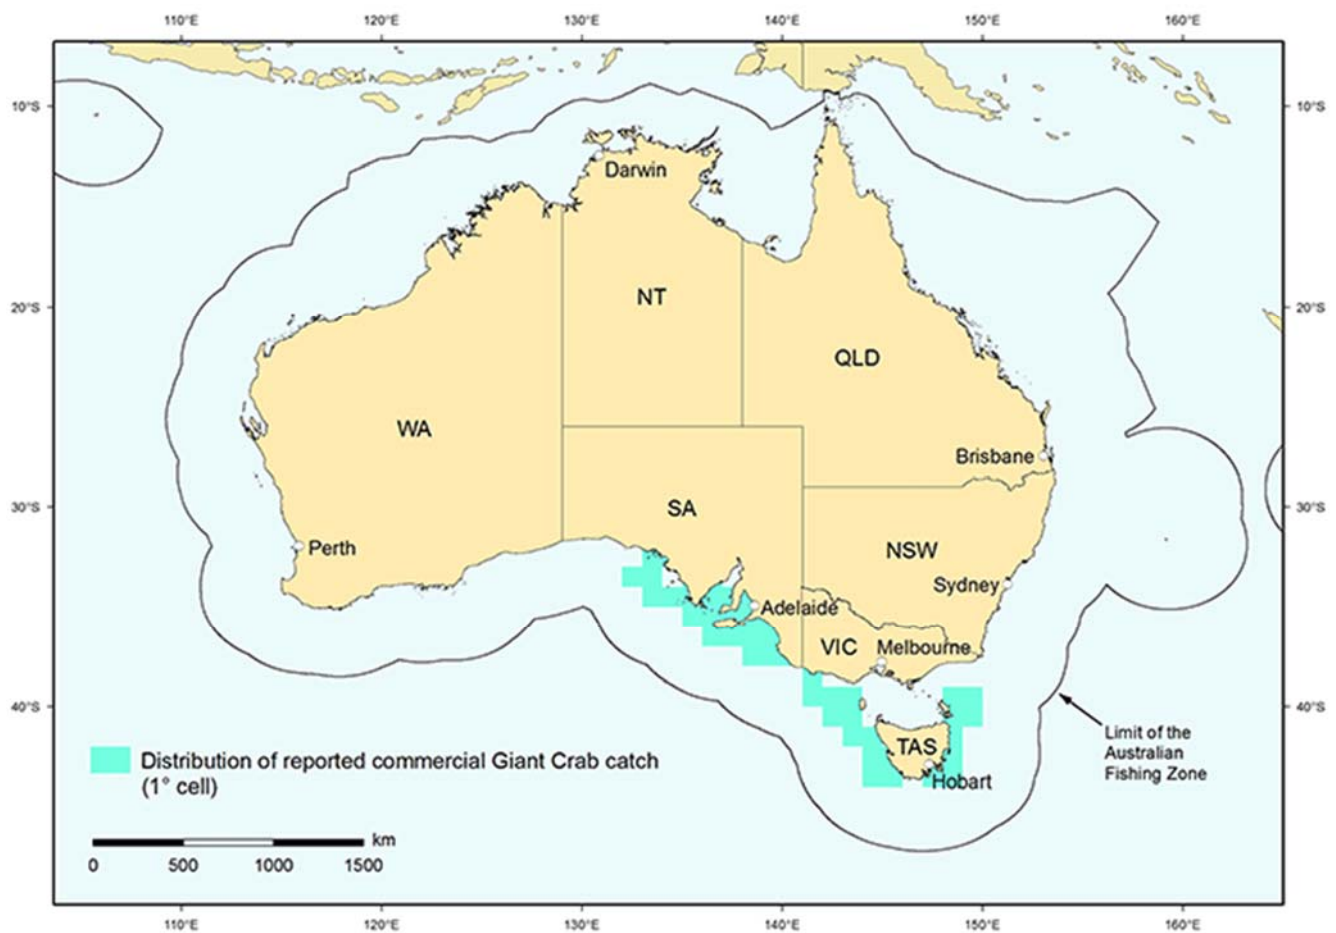 110°E 120°E 130°E 140°E 150°E 160°E
10°S 10°S
Darwin
NT
20°S 20°S
QLD
WA
Brisbane
SA
30°S 30°S
Perth
NSW
Sydney
Adelaide
VIC Melbourne
40°S 40°S
Limit of the
Australian
Fishing Zone
TAS
Hobart
Distribution of reported commercial Giant Crab catch
(1° cell)
km
0 500 1000 1500
110°E 120°E 130°E 140°E 150°E 160°E